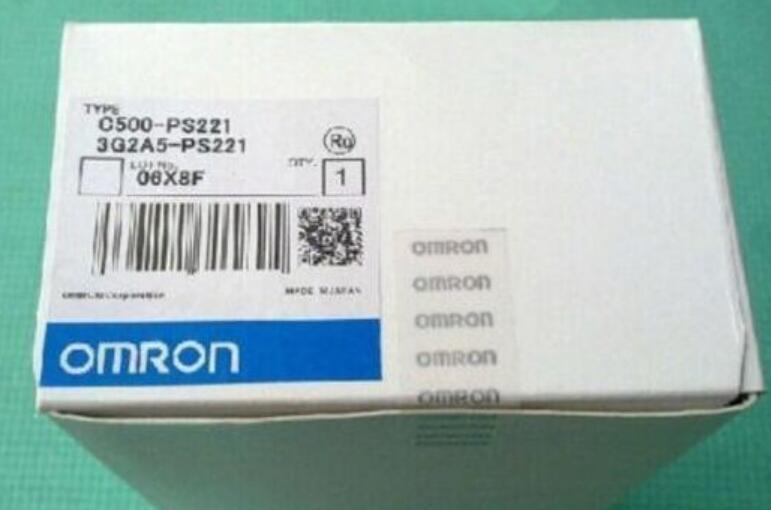 TYPE
C500-PS221
3G2A5-PS221
LOT No.
QTY.
06X8F
1
MADE IN JAPAN
OMRON
OMRON
OMRON
OMRON
OMRON
OMRON